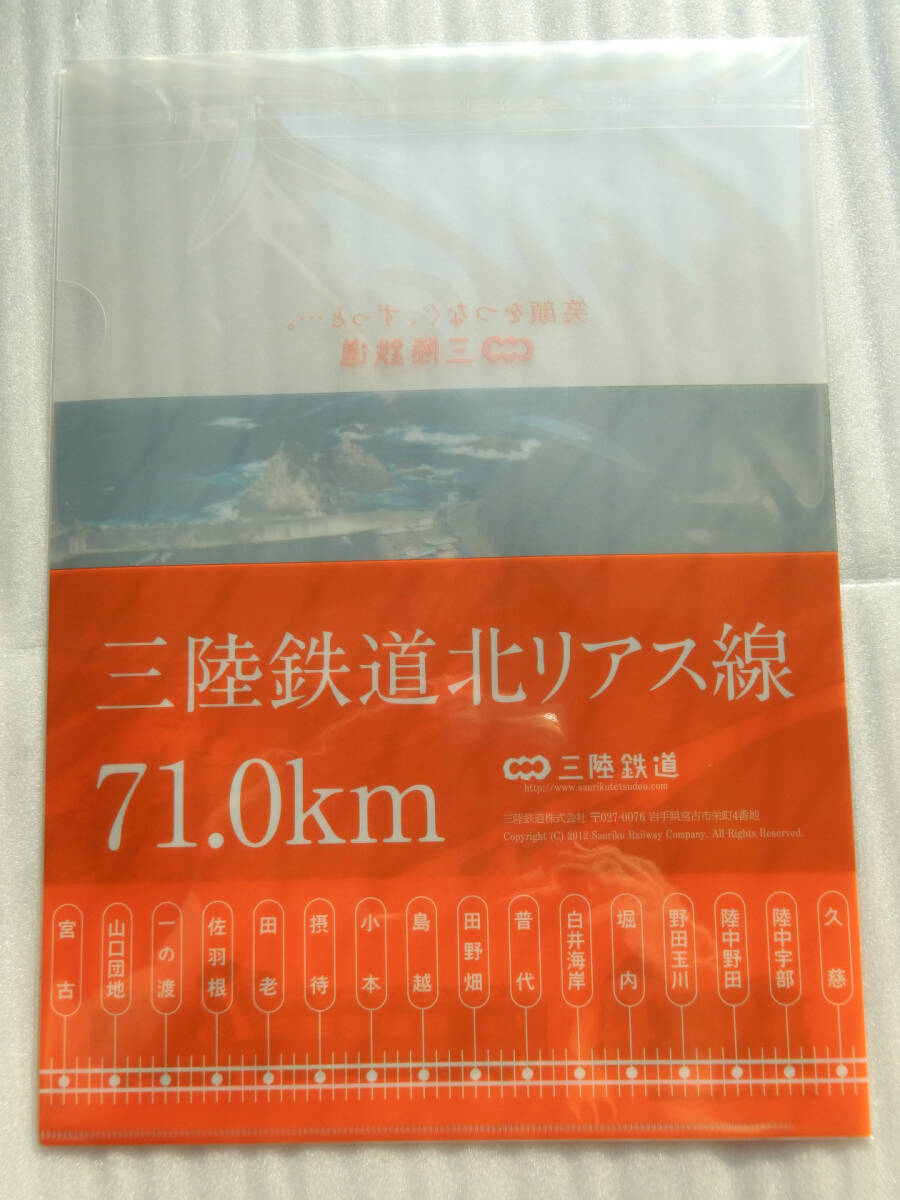 笑顔をつなぐ、ずっと…。
三陸鉄道
三陸鉄道北リアス線
71.0km
三陸鉄道
http://www.sanrikutetsudou.com
三陸鉄道株式会社 〒027-0076 岩手県宮古市栄町4番地
Copyright (C) 2012 Sanriku Railway Company. All Rights Reserved.
宮古
山口団地
一の渡
佐羽根
田老
摂待
小本
島越
田野畑
普代
白井海岸
堀内
野田玉川
陸中野田
陸中宇部
久慈